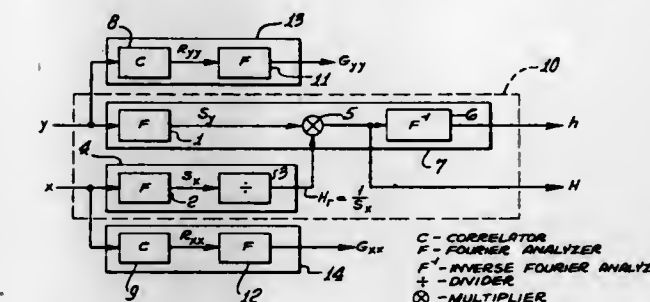 8 13
C Ryy F Gyy
11 10
y F Sy 5 F⁻¹ 6 h
1 7
4
x F Sx ÷ 3 Hr = 1/Sx H
2
C Rxx F Gxx
9 12 14
C - CORRELATOR
F - FOURIER ANALYZER
F⁻¹ - INVERSE FOURIER ANALYZ
÷ - DIVIDER
⊗ - MULTIPLIER